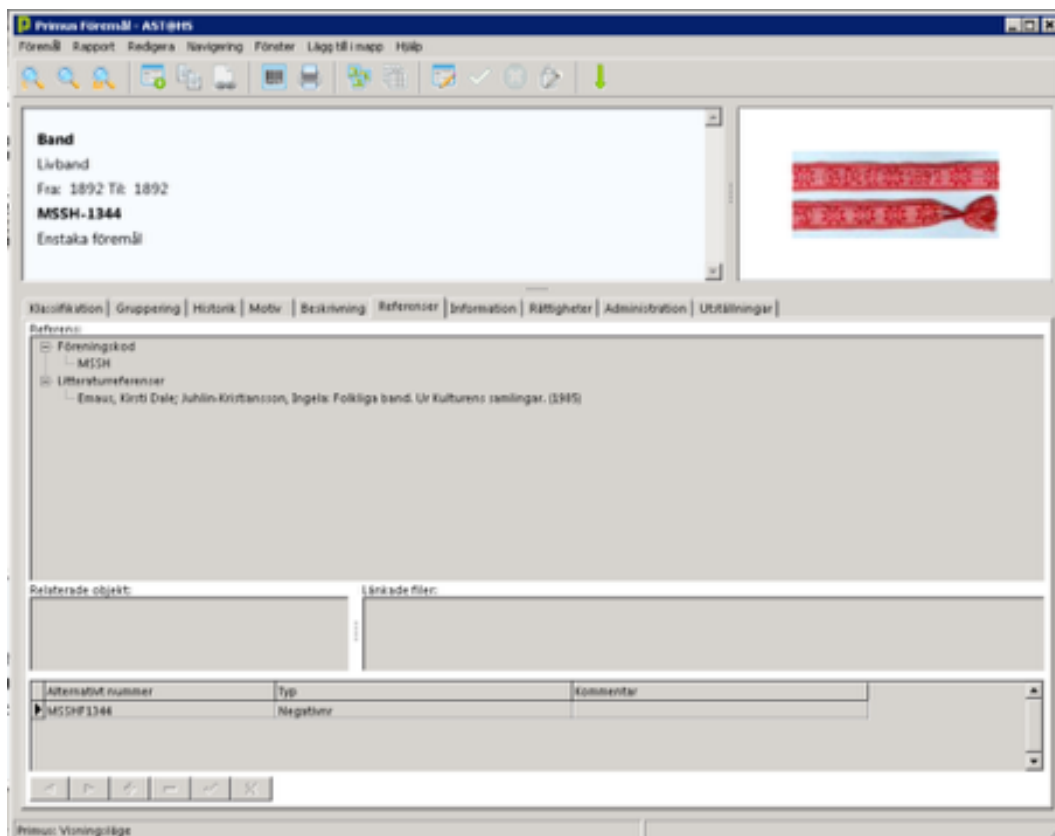 Primus Föremål - AST@HS
Föremål Rapport Redigera Navigering Fönster Lägg till i mapp Hjälp
Band
Livband
Fra: 1892 Til: 1892
MSSH-1344
Enstaka föremål
Klassifikation Gruppering Historik Motiv Beskrivning Referenser Information Rättigheter Administration Utställningar
Referens:
Föreningskod
MSSH
Litteraturreferenser
Emaus, Kirsti Dale; Juhlin-Kristiansson, Ingela: Folkliga band. Ur Kulturens samlingar. (1985)
Relaterade objekt: Länkade filer:
Alternativt nummer Typ Kommentar
MSSHF1344 Negativnr
Primus: Visningsläge